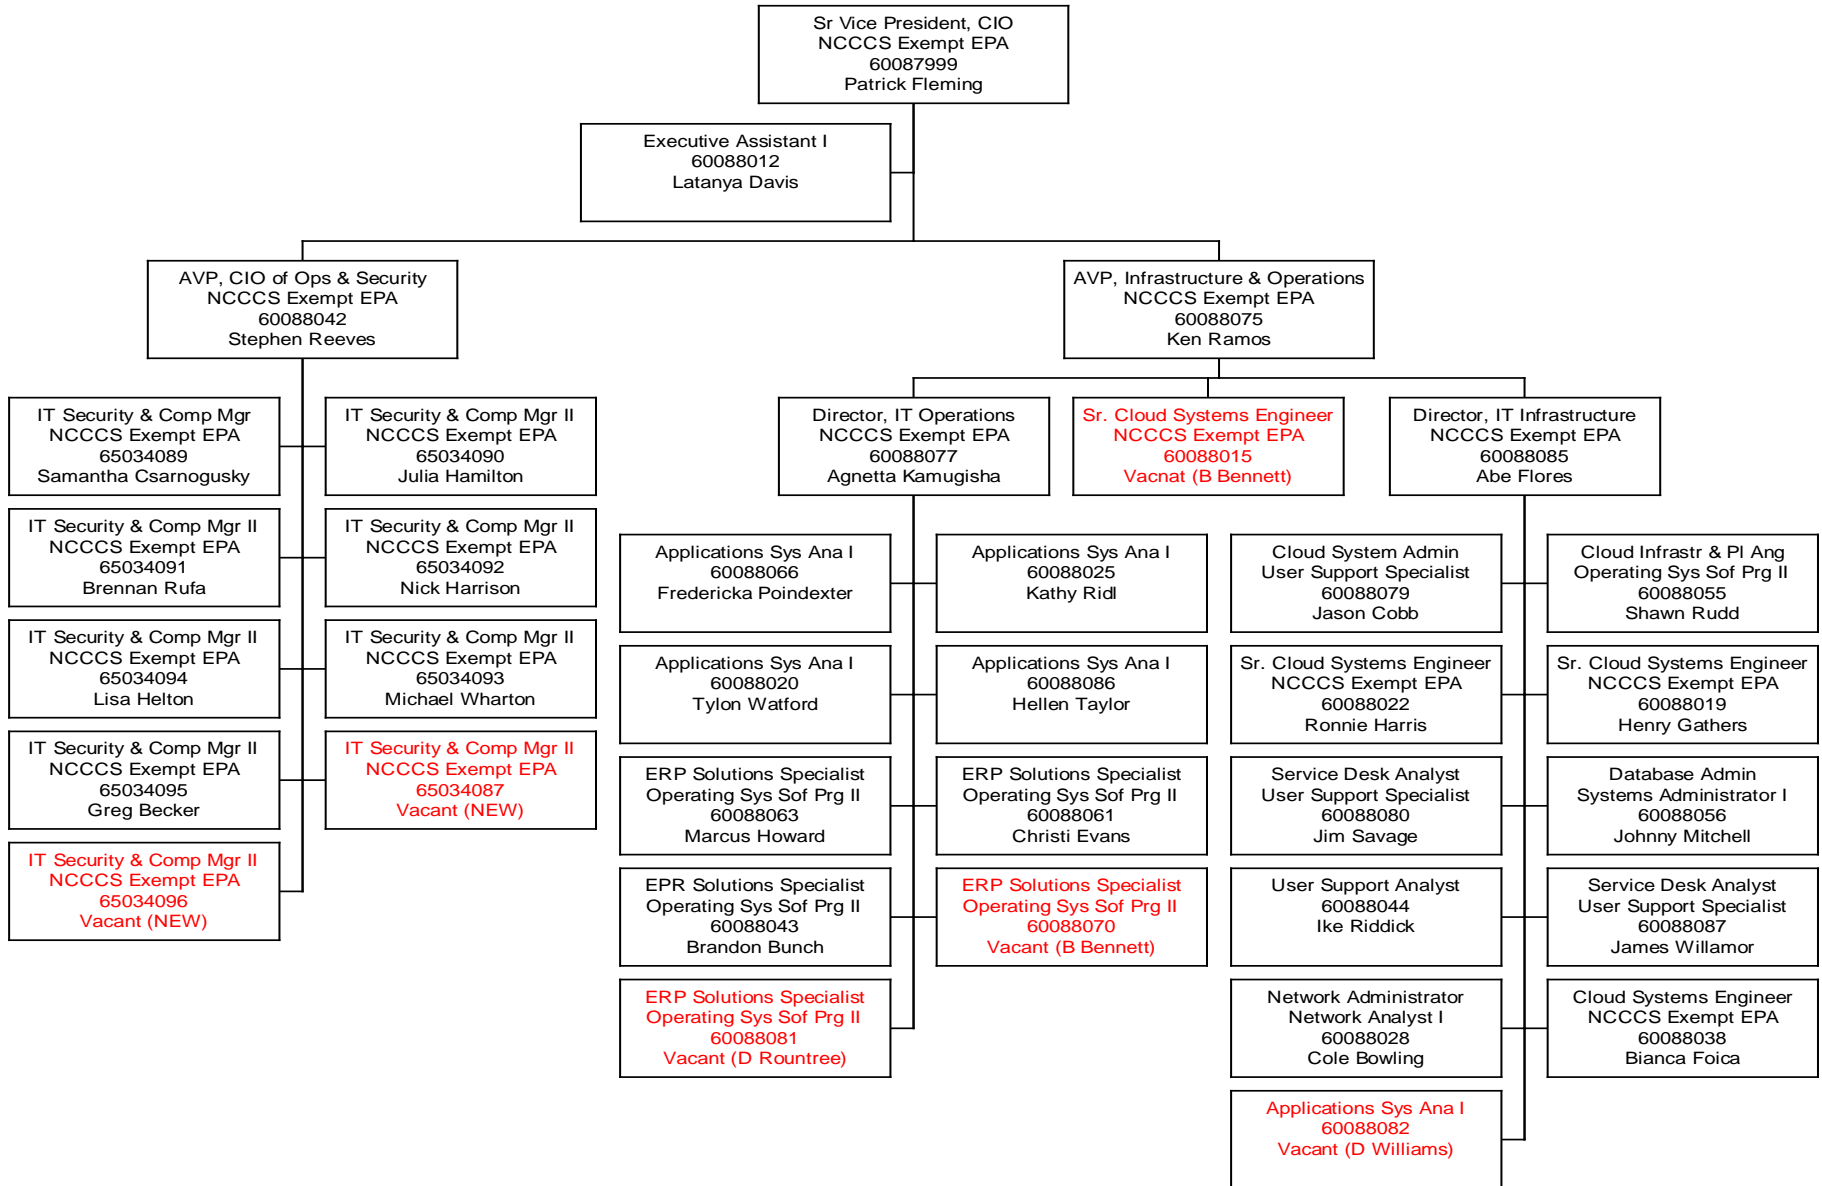 Sr Vice President, CIO
NCCCS Exempt EPA
60087999
Patrick Fleming
Executive Assistant I
60088012
Latanya Davis
AVP, CIO of Ops & Security
NCCCS Exempt EPA
60088042
Stephen Reeves
AVP, Infrastructure & Operations
NCCCS Exempt EPA
60088075
Ken Ramos
IT Security & Comp Mgr
NCCCS Exempt EPA
65034089
Samantha Csarnogusky
IT Security & Comp Mgr II
NCCCS Exempt EPA
65034090
Julia Hamilton
IT Security & Comp Mgr II
NCCCS Exempt EPA
65034091
Brennan Rufa
IT Security & Comp Mgr II
NCCCS Exempt EPA
65034092
Nick Harrison
IT Security & Comp Mgr II
NCCCS Exempt EPA
65034094
Lisa Helton
IT Security & Comp Mgr II
NCCCS Exempt EPA
65034093
Michael Wharton
IT Security & Comp Mgr II
NCCCS Exempt EPA
65034095
Greg Becker
IT Security & Comp Mgr II
NCCCS Exempt EPA
65034087
Vacant (NEW)
IT Security & Comp Mgr II
NCCCS Exempt EPA
65034096
Vacant (NEW)
Director, IT Operations
NCCCS Exempt EPA
60088077
Agnetta Kamugisha
Sr. Cloud Systems Engineer
NCCCS Exempt EPA
60088015
Vacnat (B Bennett)
Director, IT Infrastructure
NCCCS Exempt EPA
60088085
Abe Flores
Applications Sys Ana I
60088066
Fredericka Poindexter
Applications Sys Ana I
60088025
Kathy Ridl
Applications Sys Ana I
60088020
Tylon Watford
Applications Sys Ana I
60088086
Hellen Taylor
ERP Solutions Specialist
Operating Sys Sof Prg II
60088063
Marcus Howard
ERP Solutions Specialist
Operating Sys Sof Prg II
60088061
Christi Evans
EPR Solutions Specialist
Operating Sys Sof Prg II
60088043
Brandon Bunch
ERP Solutions Specialist
Operating Sys Sof Prg II
60088070
Vacant (B Bennett)
ERP Solutions Specialist
Operating Sys Sof Prg II
60088081
Vacant (D Rountree)
Cloud System Admin
User Support Specialist
60088079
Jason Cobb
Cloud Infrastr & Pl Ang
Operating Sys Sof Prg II
60088055
Shawn Rudd
Sr. Cloud Systems Engineer
NCCCS Exempt EPA
60088022
Ronnie Harris
Sr. Cloud Systems Engineer
NCCCS Exempt EPA
60088019
Henry Gathers
Service Desk Analyst
User Support Specialist
60088080
Jim Savage
Database Admin
Systems Administrator I
60088056
Johnny Mitchell
User Support Analyst
60088044
Ike Riddick
Service Desk Analyst
User Support Specialist
60088087
James Willamor
Network Administrator
Network Analyst I
60088028
Cole Bowling
Cloud Systems Engineer
NCCCS Exempt EPA
60088038
Bianca Foica
Applications Sys Ana I
60088082
Vacant (D Williams)